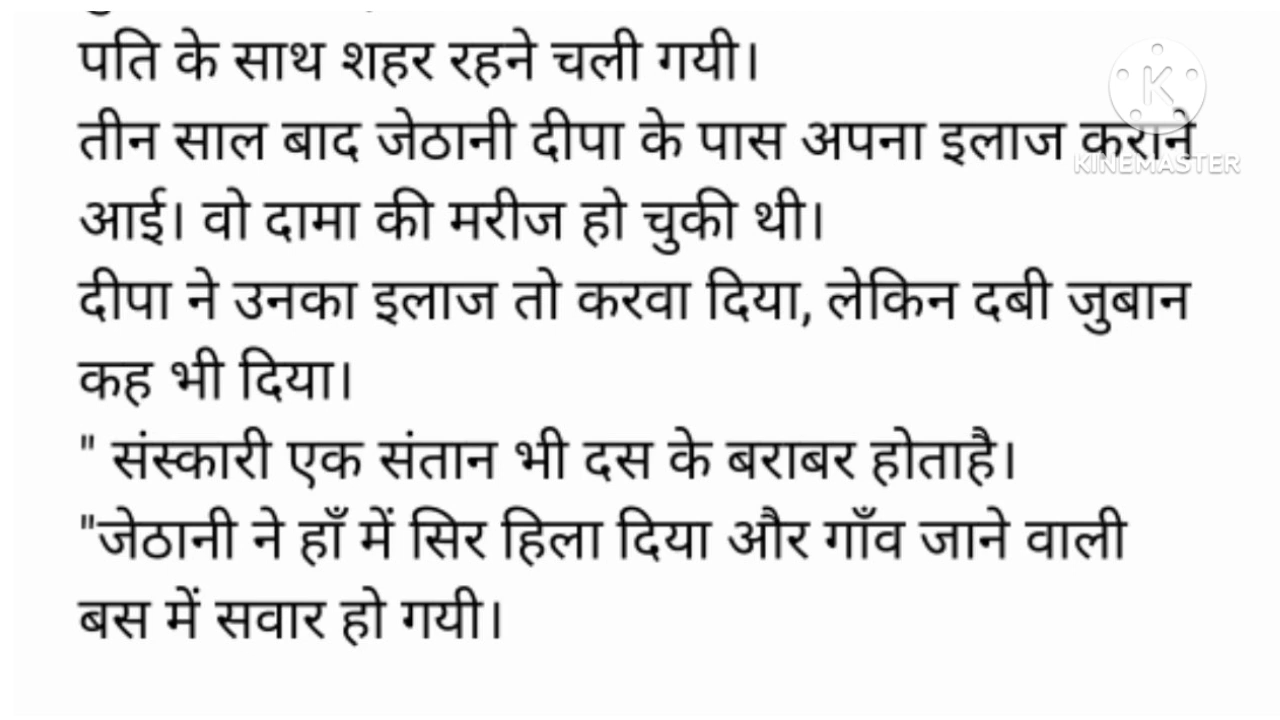 पति के साथ शहर रहने चली गयी।
तीन साल बाद जेठानी दीपा के पास अपना इलाज कराने
आई। वो दामा की मरीज हो चुकी थी।
दीपा ने उनका इलाज तो करवा दिया, लेकिन दबी जुबान
कह भी दिया।
" संस्कारी एक संतान भी दस के बराबर होताहै।
"जेठानी ने हाँ में सिर हिला दिया और गाँव जाने वाली
बस में सवार हो गयी।
K
KINEMASTER